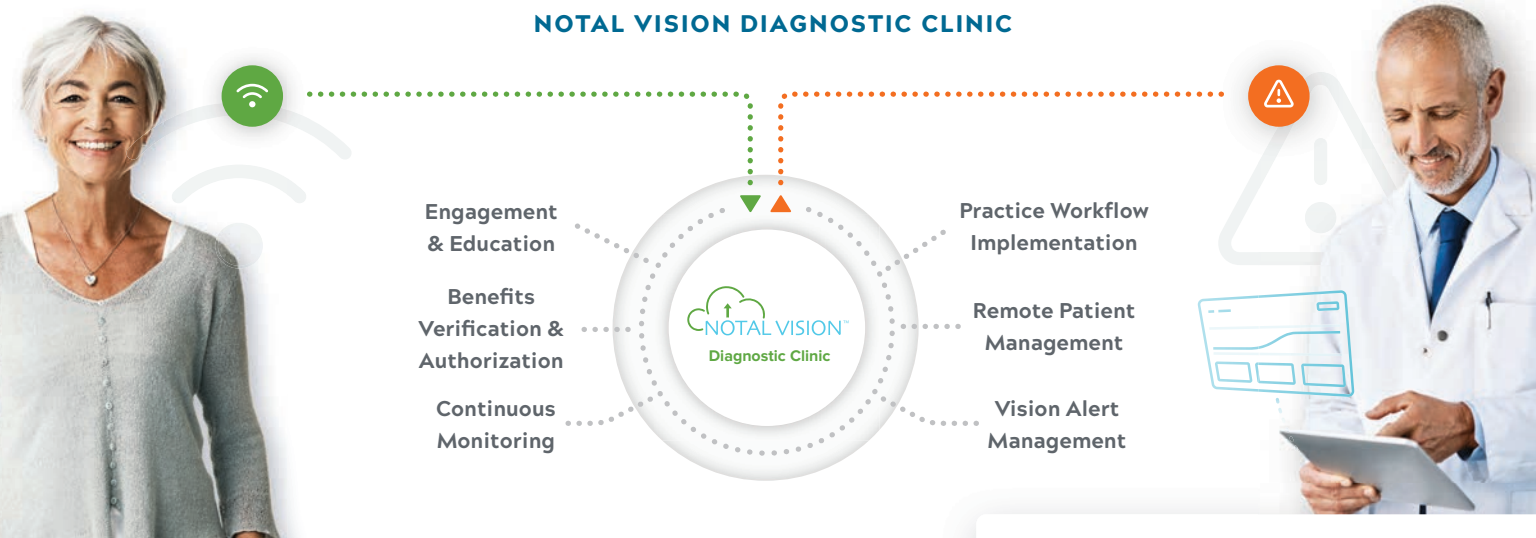 NOTAL VISION DIAGNOSTIC CLINIC
Engagement
& Education
Benefits
Verification &
Authorization
Continuous
Monitoring
NOTAL VISION™
Diagnostic Clinic
Practice Workflow
Implementation
Remote Patient
Management
Vision Alert
Management